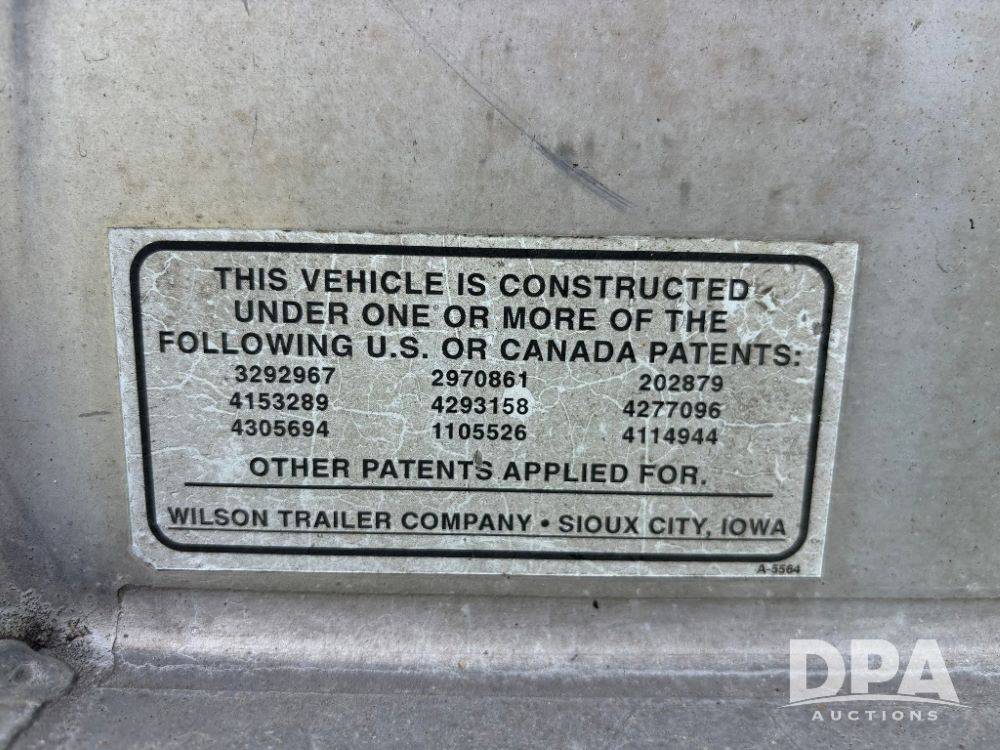 THIS VEHICLE IS CONSTRUCTED
UNDER ONE OR MORE OF THE
FOLLOWING U.S. OR CANADA PATENTS:
3292967 2970861 202879
4153289 4293158 4277096
4305694 1105526 4114944
OTHER PATENTS APPLIED FOR.
WILSON TRAILER COMPANY • SIOUX CITY, IOWA
A-5564
DPA
AUCTIONS